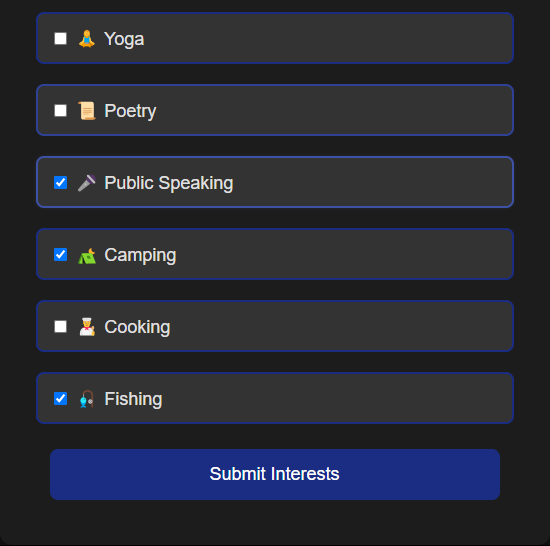 Yoga
Poetry
Public Speaking
Camping
Cooking
Fishing
Submit Interests